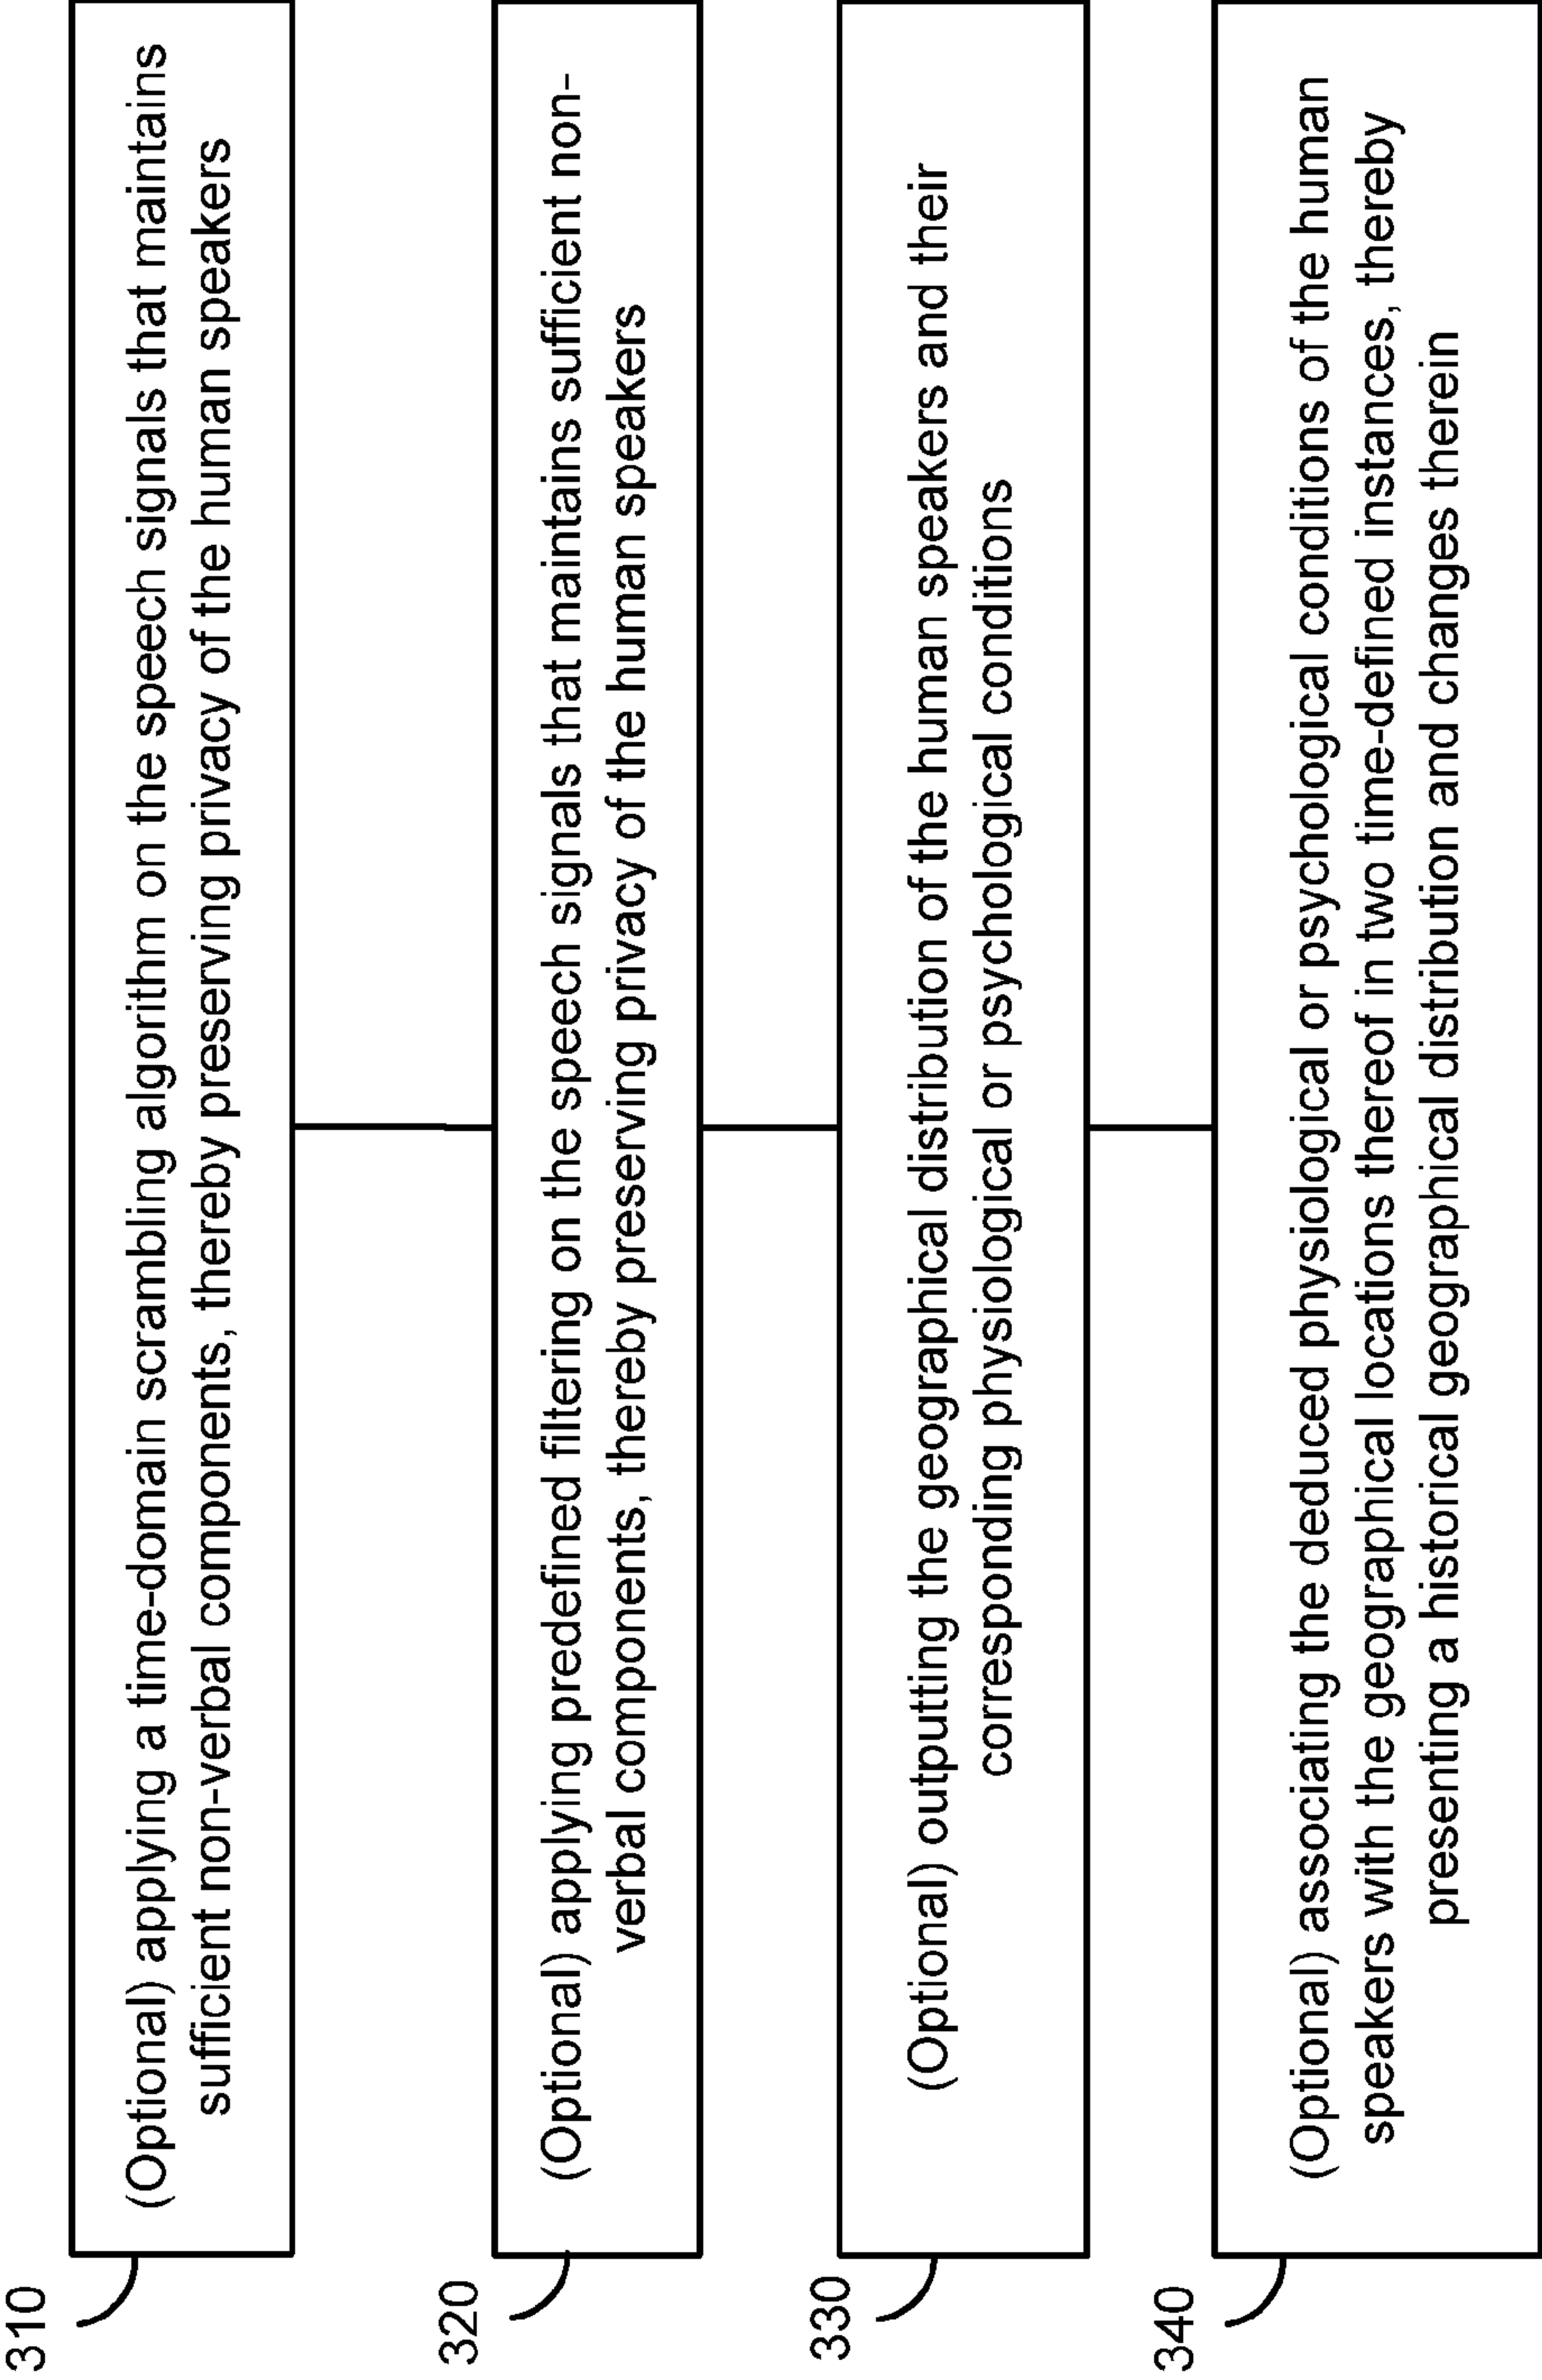 310
(Optional) applying a time-domain scrambling algorithm on the speech signals that maintains
sufficient non-verbal components, thereby preserving privacy of the human speakers
320
(Optional) applying predefined filtering on the speech signals that maintains sufficient non-
verbal components, thereby preserving privacy of the human speakers
330
(Optional) outputting the geographical distribution of the human speakers and their
corresponding physiological or psychological conditions
340
(Optional) associating the deduced physiological or psychological conditions of the human
speakers with the geographical locations thereof in two time-defined instances, thereby
presenting a historical geographical distribution and changes therein